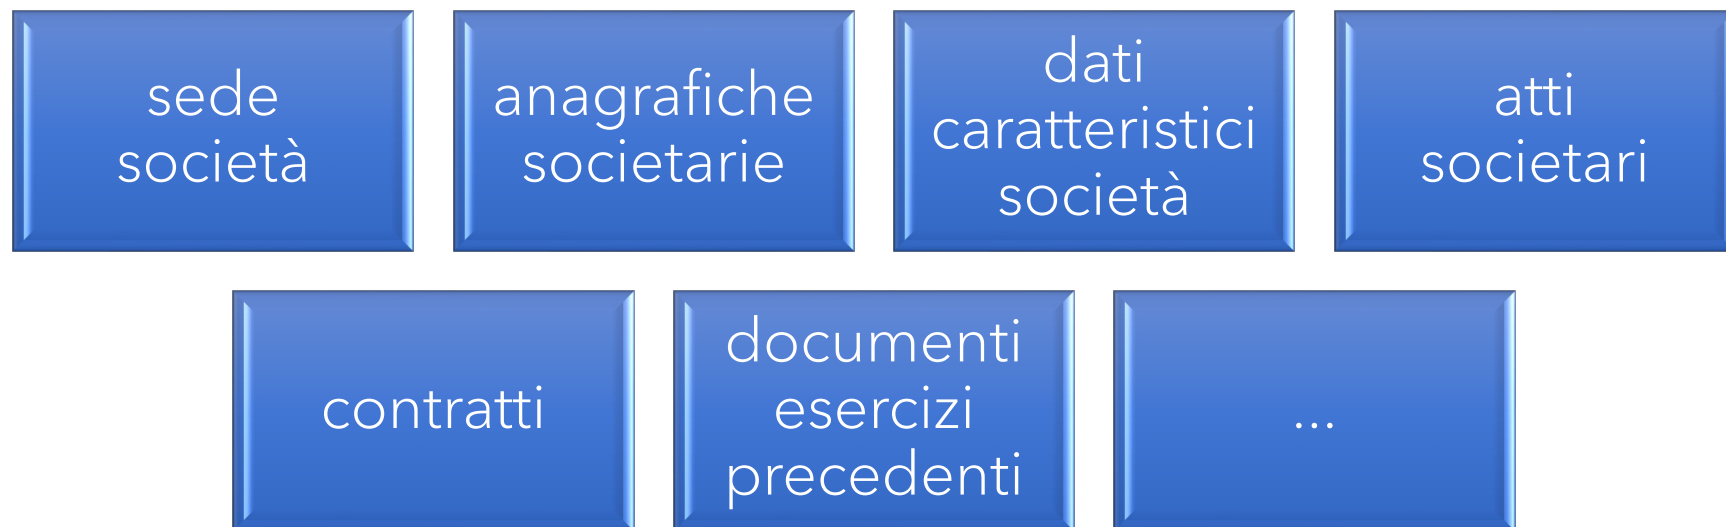 sede
società
anagrafiche
societarie
dati
caratteristici
società
atti
societari
contratti
documenti
esercizi
precedenti
...